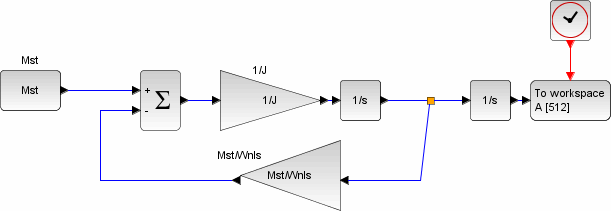 Mst
Mst
+
-
Σ
1/J
1/J
1/s
1/s
To workspace
A [512]
Mst/Wnls
Mst/Wnls